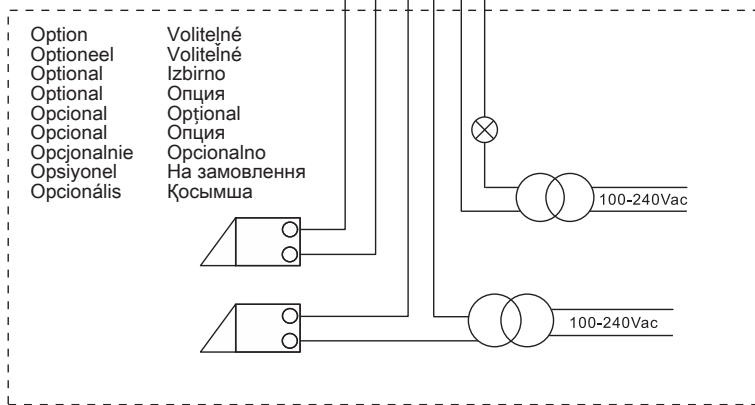 Option Volitelné
Optioneel Voliteľné
Optional Izbirno
Optional Опция
Opcional Opțional
Opcional Опция
Opcjonalnie Opcionalno
Opsiyonel На замовлення
Opcionális Қосымша
100-240Vac
100-240Vac